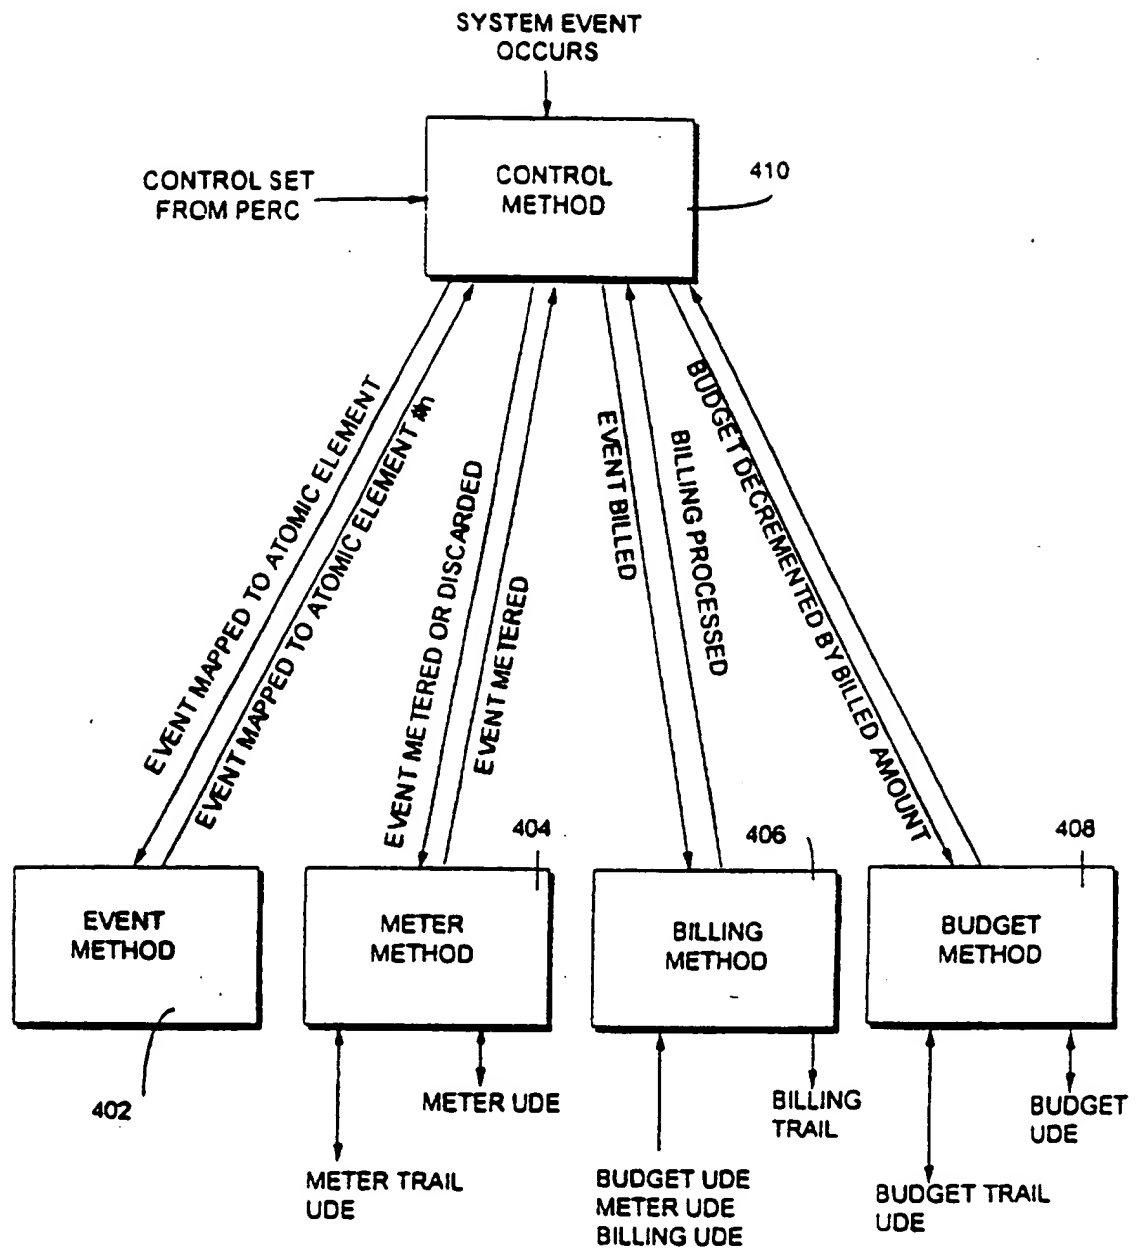 SYSTEM EVENT
OCCURS
CONTROL
METHOD
410
CONTROL SET
FROM PERC
EVENT MAPPED TO ATOMIC ELEMENT
EVENT MAPPED TO ATOMIC ELEMENT #n
EVENT METERED OR DISCARDED
EVENT METERED
EVENT BILLED
BILLING PROCESSED
BUDGET DECREMENTED BY BILLED AMOUNT
404
406
408
EVENT
METHOD
METER
METHOD
BILLING
METHOD
BUDGET
METHOD
402
METER UDE
METER TRAIL
UDE
BILLING
TRAIL
BUDGET UDE
METER UDE
BILLING UDE
BUDGET
UDE
BUDGET TRAIL
UDE